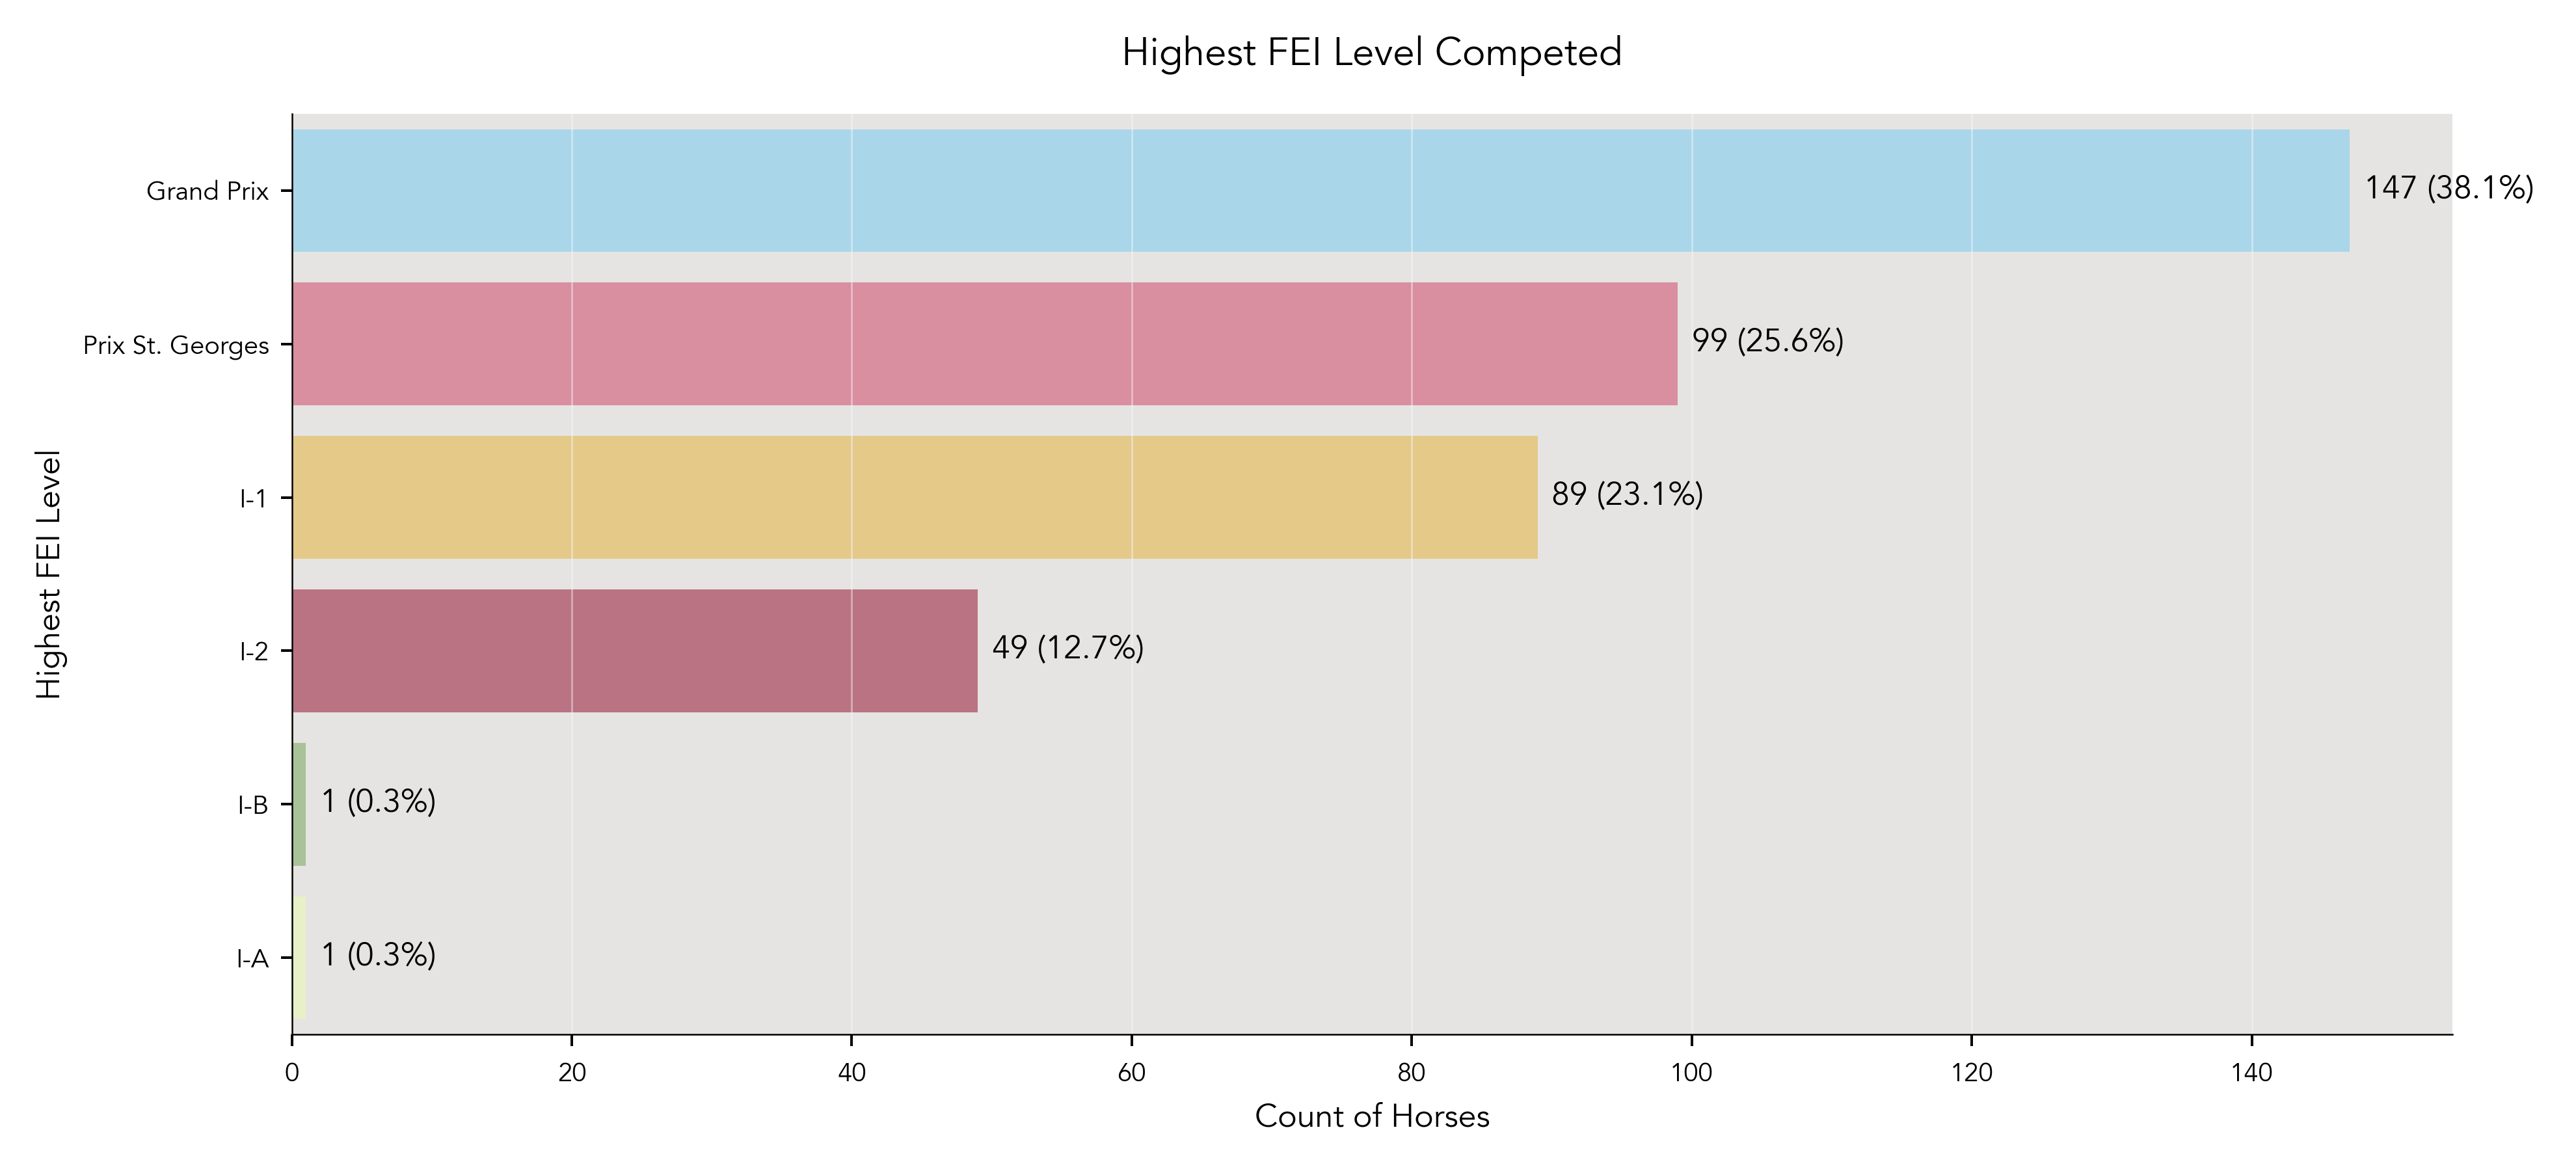 Highest FEI Level Competed
Highest FEI Level
Grand Prix
147 (38.1%)
Prix St. Georges
99 (25.6%)
I-1
89 (23.1%)
I-2
49 (12.7%)
I-B
1 (0.3%)
I-A
1 (0.3%)
0 20 40 60 80 100 120 140
Count of Horses